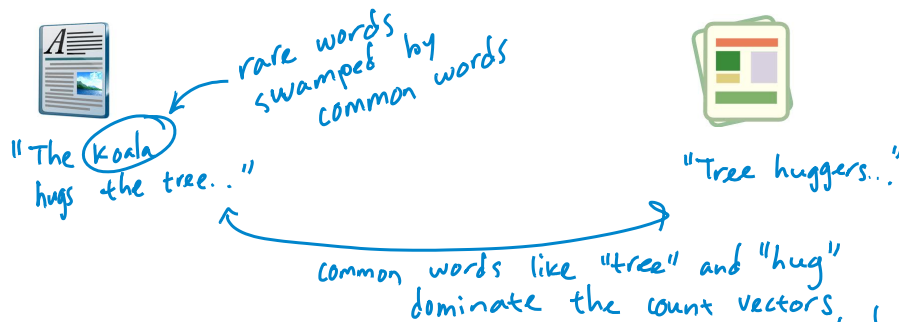 rare words
swamped by
common words
"The Koala
hugs the tree.."
"Tree huggers..."
common words like "tree" and "hug"
dominate the count vectors